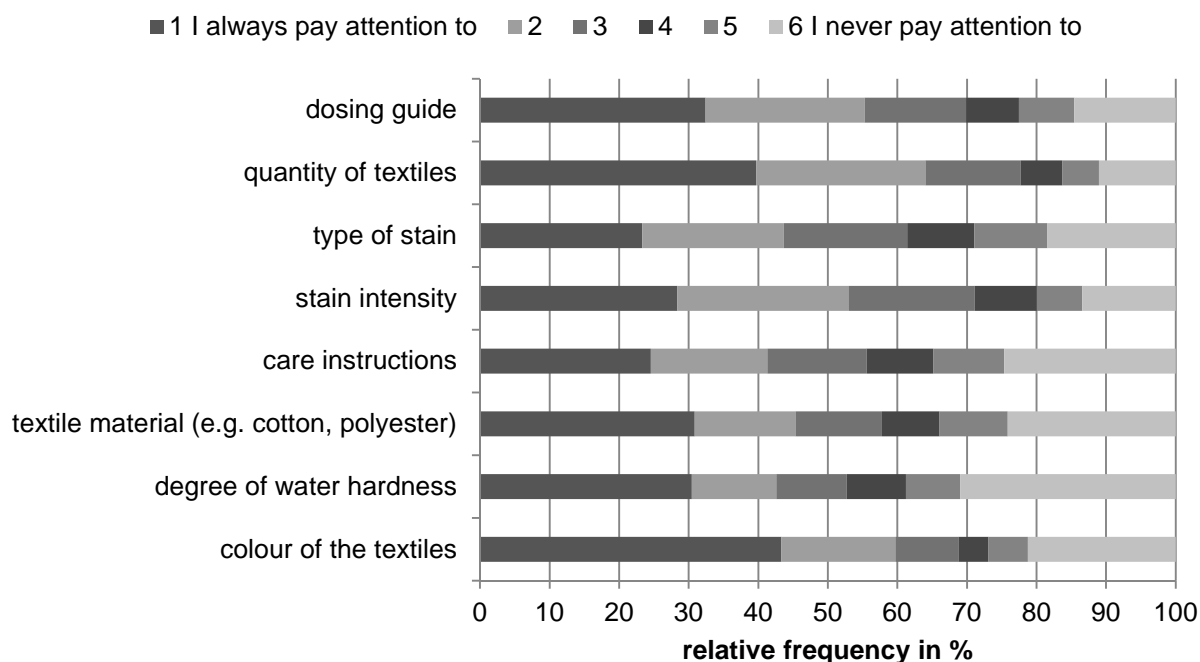 1 I always pay attention to 2 3 4 5 6 I never pay attention to
dosing guide
quantity of textiles
type of stain
stain intensity
care instructions
textile material (e.g. cotton, polyester)
degree of water hardness
colour of the textiles
0 10 20 30 40 50 60 70 80 90 100
relative frequency in %